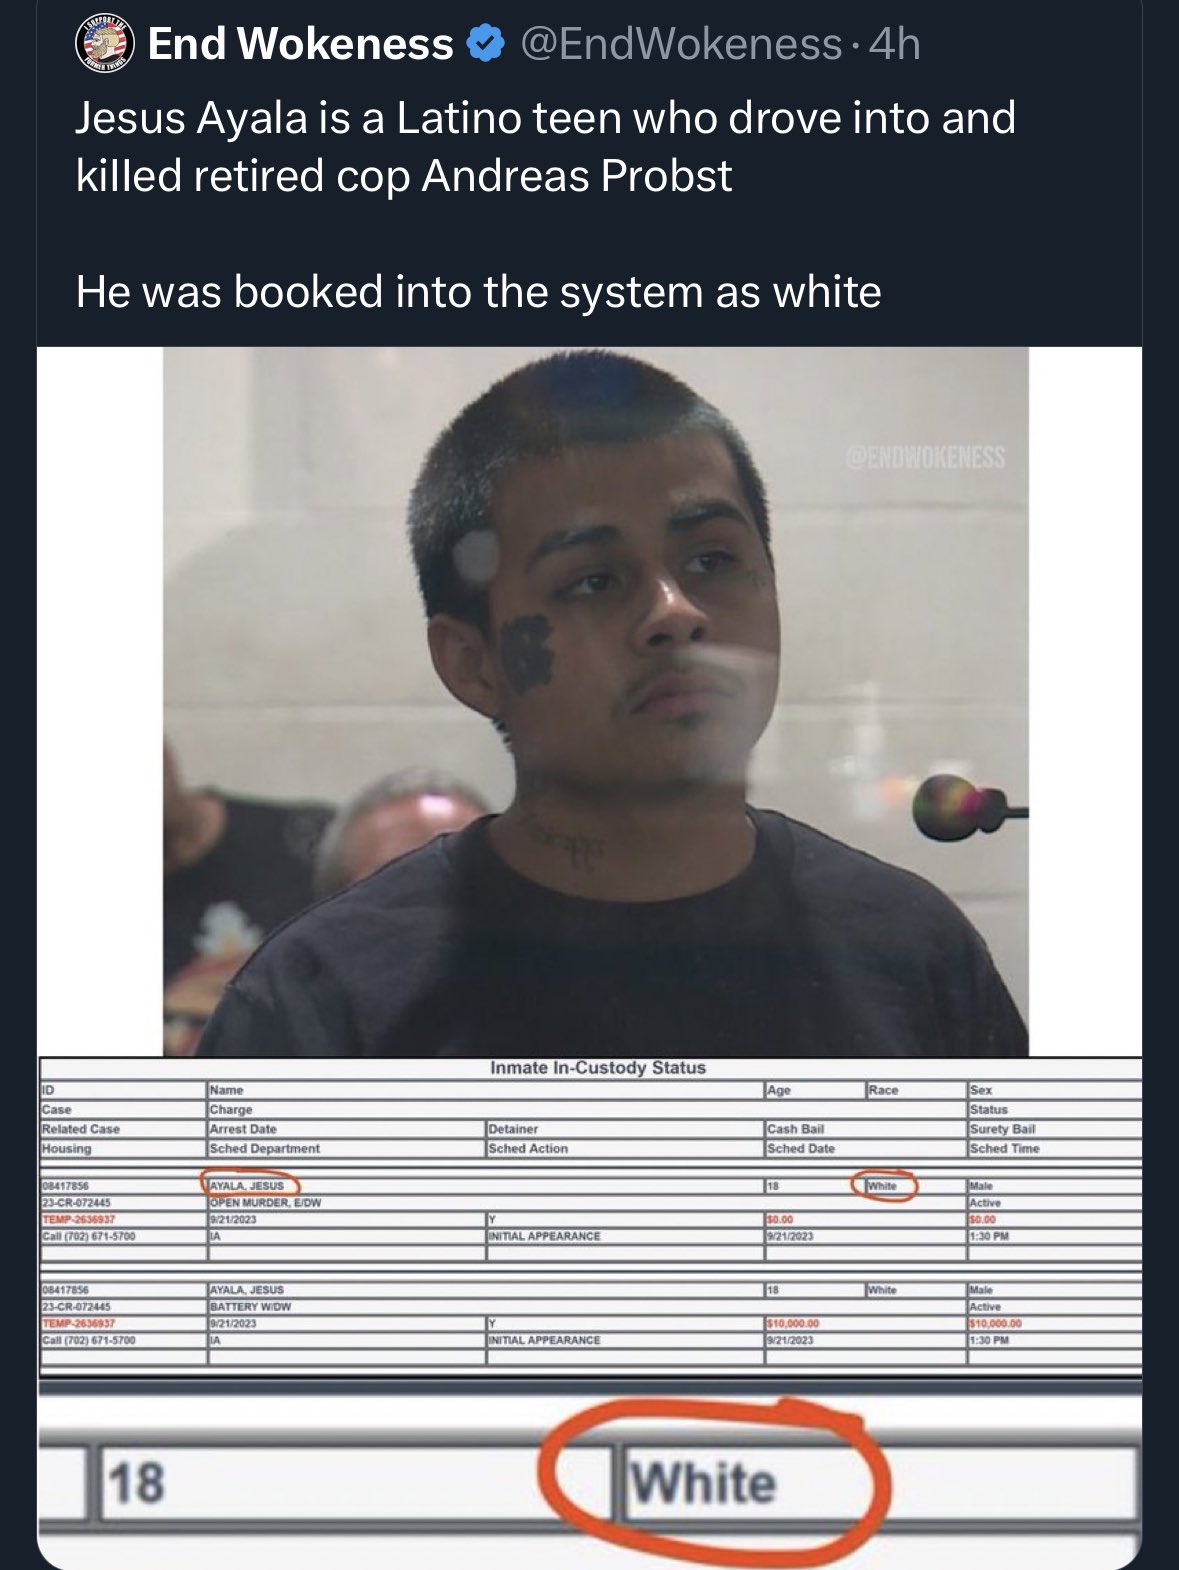 I SUPPORT THE
End Wokeness @EndWokeness · 4h
Jesus Ayala is a Latino teen who drove into and
killed retired cop Andreas Probst
He was booked into the system as white
@ENDWOKENESS
Inmate In-Custody Status
ID Name Age Race Sex
Case Charge Status
Related Case Arrest Date Detainer Cash Bail Surety Bail
Housing Sched Department Sched Action Sched Date Sched Time
08417856 AYALA, JESUS 18 White Male
23-CR-072445 OPEN MURDER, E/DW Active
TEMP-2636937 9/21/2023 Y $0.00 $0.00
Call (702) 671-5700 IA INITIAL APPEARANCE 9/21/2023 1:30 PM
08417856 AYALA, JESUS 18 White Male
23-CR-072445 BATTERY W/DW Active
TEMP-2636937 9/21/2023 Y $10,000.00 $10,000.00
Call (702) 671-5700 IA INITIAL APPEARANCE 9/21/2023 1:30 PM
18 White